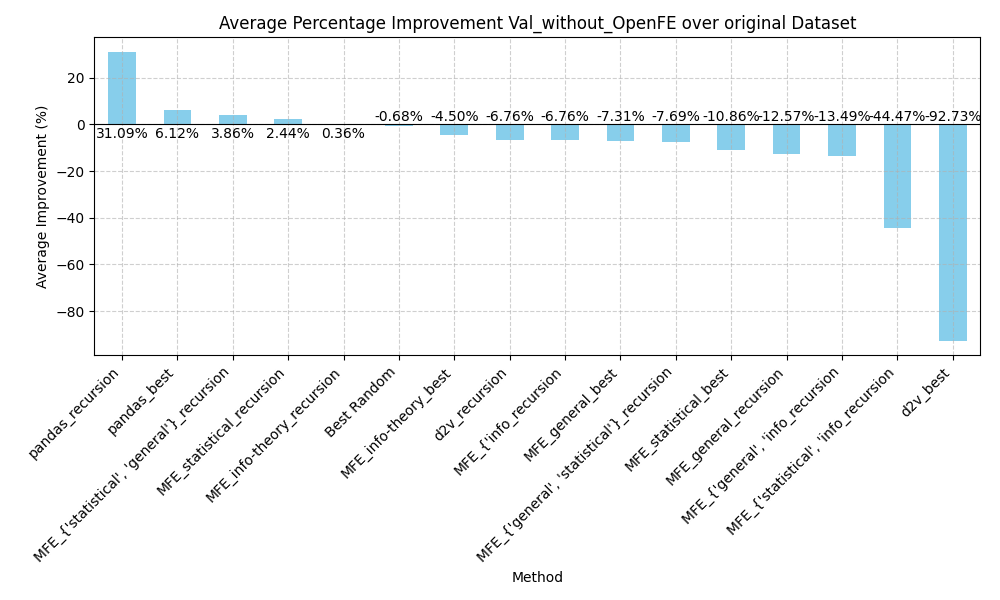 Average Percentage Improvement Val_without_OpenFE over original Dataset
Average Improvement (%)
20
0
−20
−40
−60
−80
31.09%
6.12%
3.86%
2.44%
0.36%
-0.68%
-4.50%
-6.76%
-6.76%
-7.31%
-7.69%
-10.86%
-12.57%
-13.49%
-44.47%
-92.73%
pandas_recursion
pandas_best
MFE_{'statistical', 'general'}_recursion
MFE_statistical_recursion
MFE_info-theory_recursion
Best Random
MFE_info-theory_best
d2v_recursion
MFE_{'info_recursion
MFE_general_best
MFE_{'general', 'statistical'}_recursion
MFE_statistical_best
MFE_general_recursion
MFE_{'general', 'info_recursion
MFE_{'statistical', 'info_recursion
d2v_best
Method